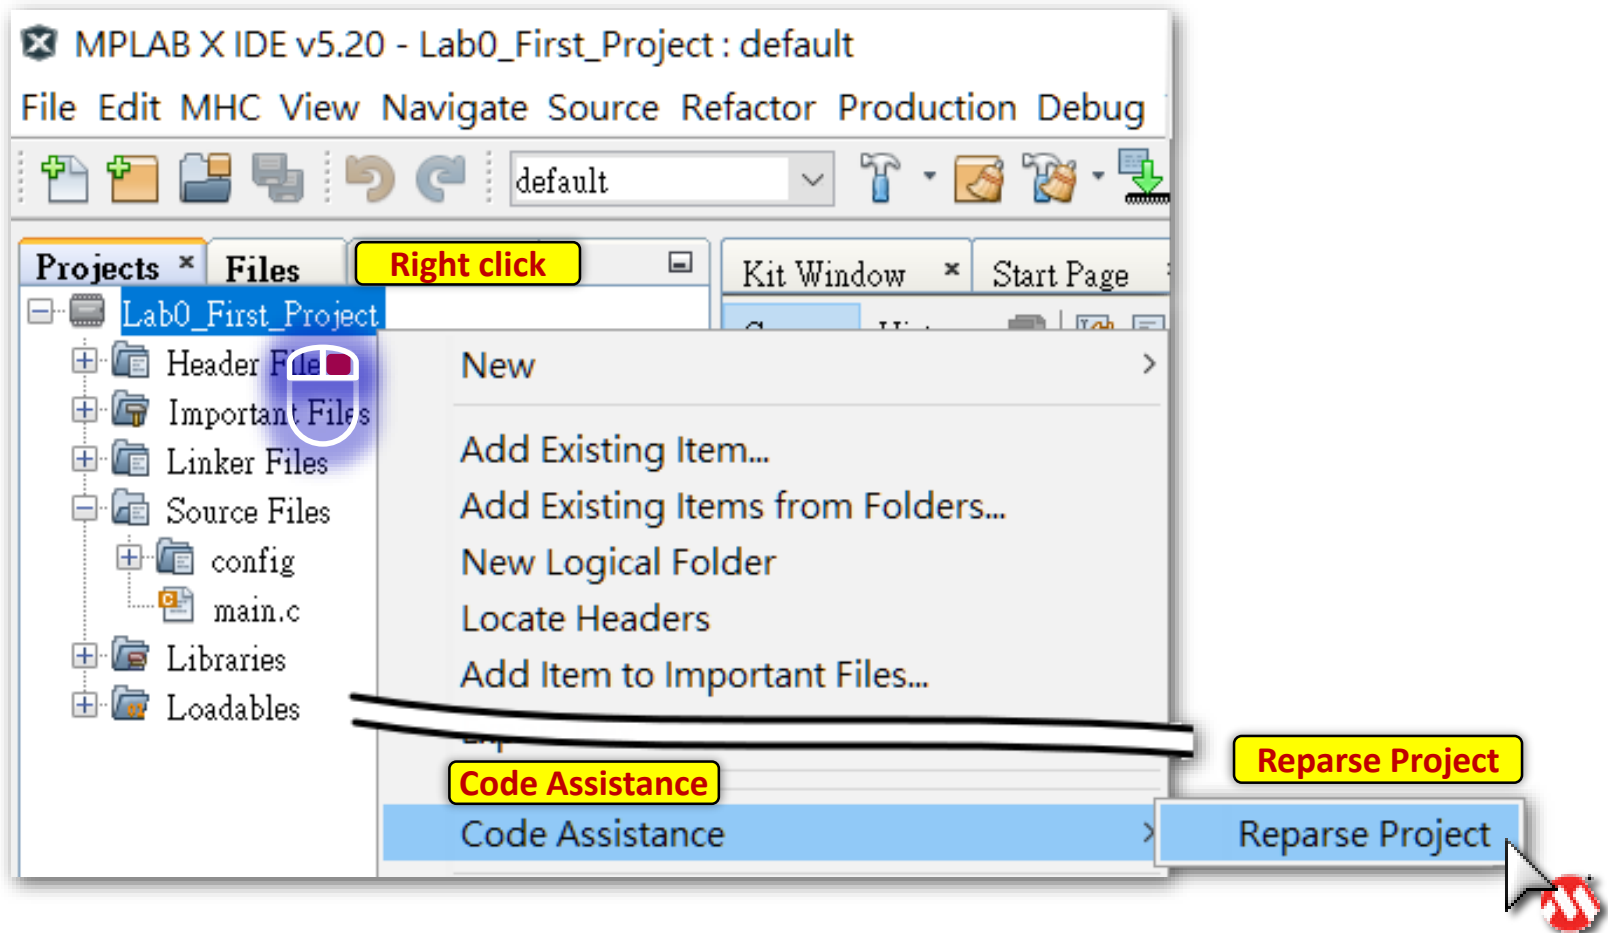 MPLAB X IDE v5.20 - Lab0_First_Project : default
File Edit MHC View Navigate Source Refactor Production Debug
default
Projects × Files Right click
Kit Window × Start Page
Lab0_First_Project
Header File
Important Files
Linker Files
Source Files
config
main.c
Libraries
Loadables
New
Add Existing Item...
Add Existing Items from Folders...
New Logical Folder
Locate Headers
Add Item to Important Files...
Code Assistance
Reparse Project
Code Assistance
Reparse Project